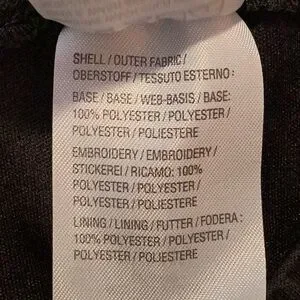 SHELL / OUTER FABRIC /
OBERSTOFF / TESSUTO ESTERNO :
BASE / BASE / WEB-BASIS / BASE:
100% POLYESTER / POLYESTER /
POLYESTER / POLIESTERE
EMBROIDERY / EMBROIDERY /
STICKEREI / RICAMO: 100%
POLYESTER / POLYESTER /
POLYESTER / POLIESTERE
LINING / LINING / FUTTER / FODERA :
100% POLYESTER / POLYESTER /
POLYESTER / POLIESTERE